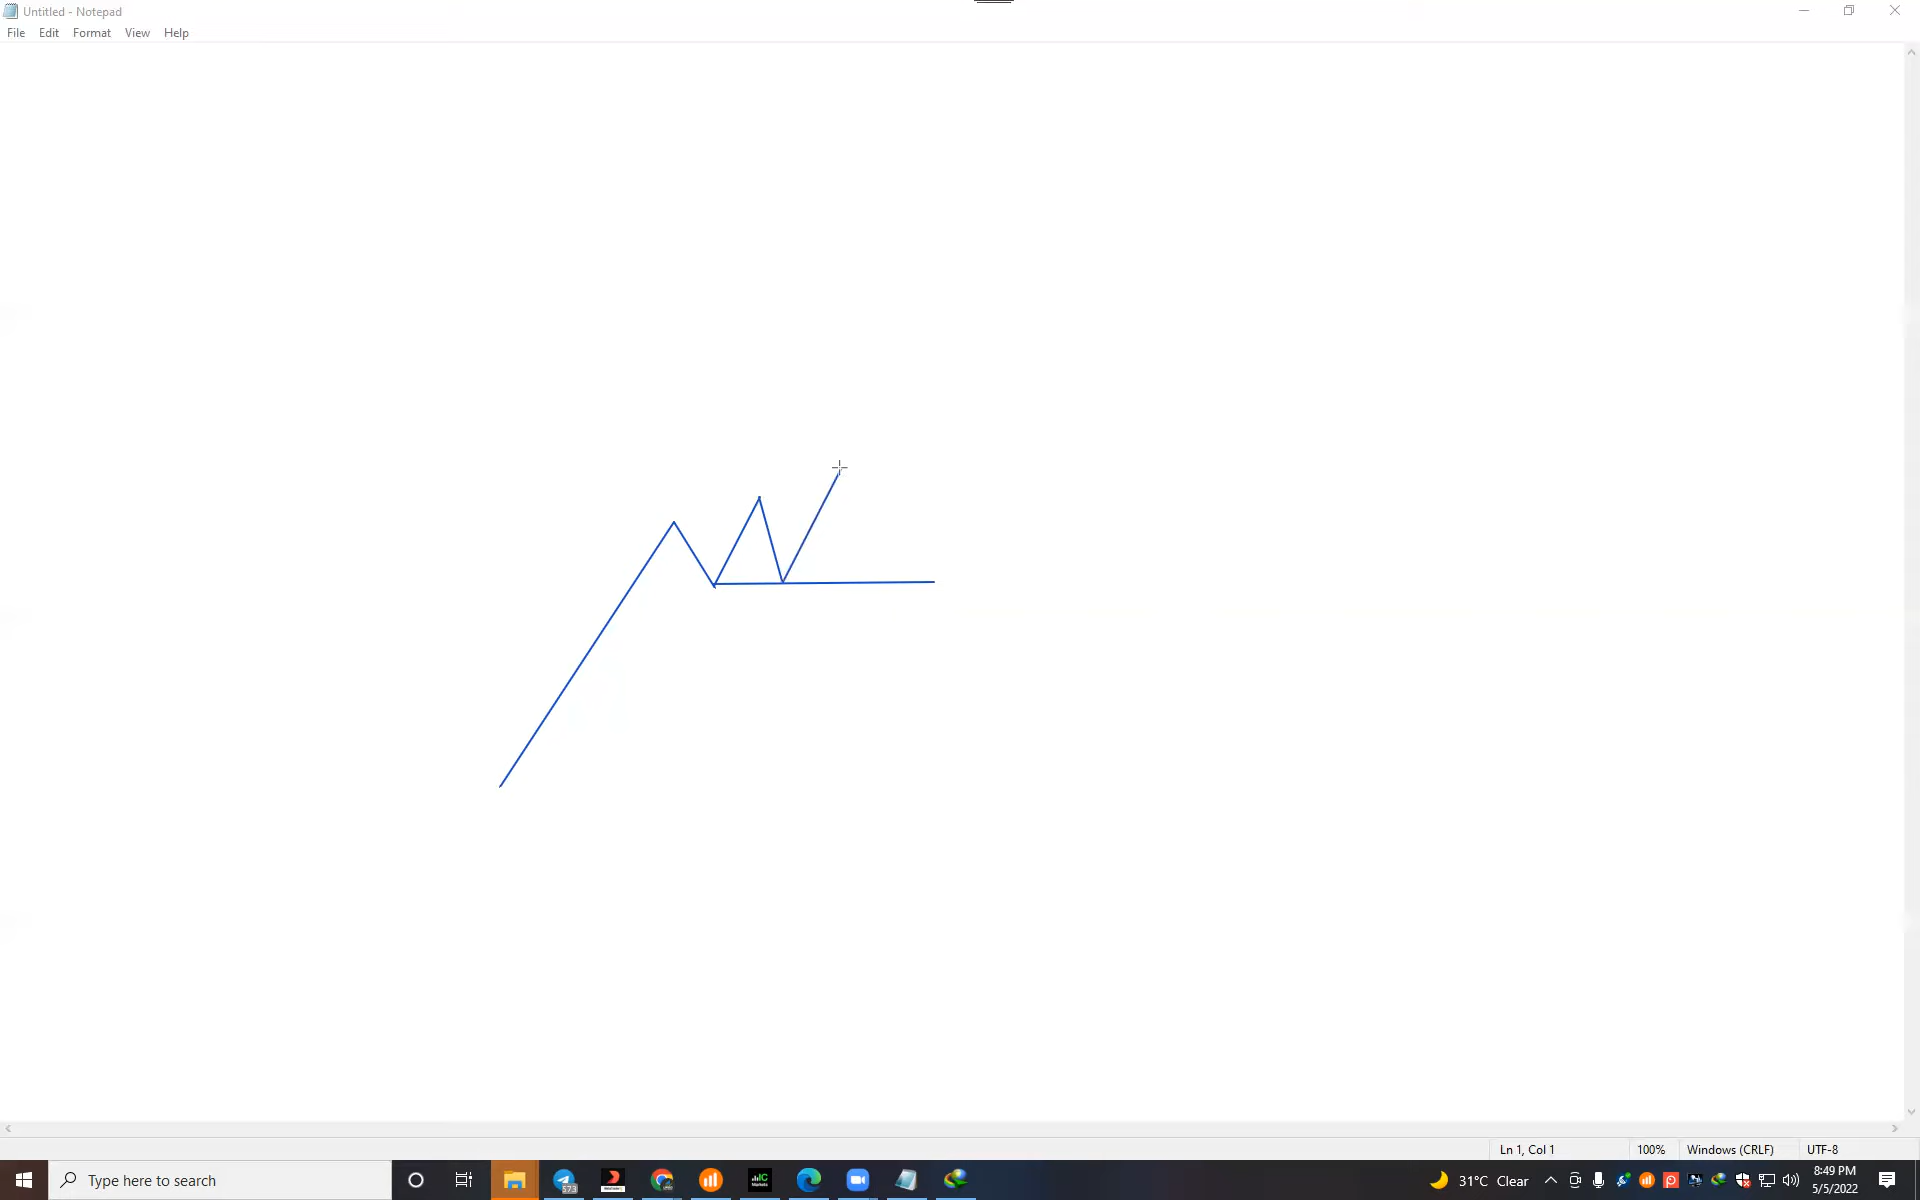 Untitled - Notepad
File Edit Format View Help
Ln 1, Col 1 100% Windows (CRLF) UTF-8
Type here to search
573
31°C Clear
8:49 PM
5/5/2022